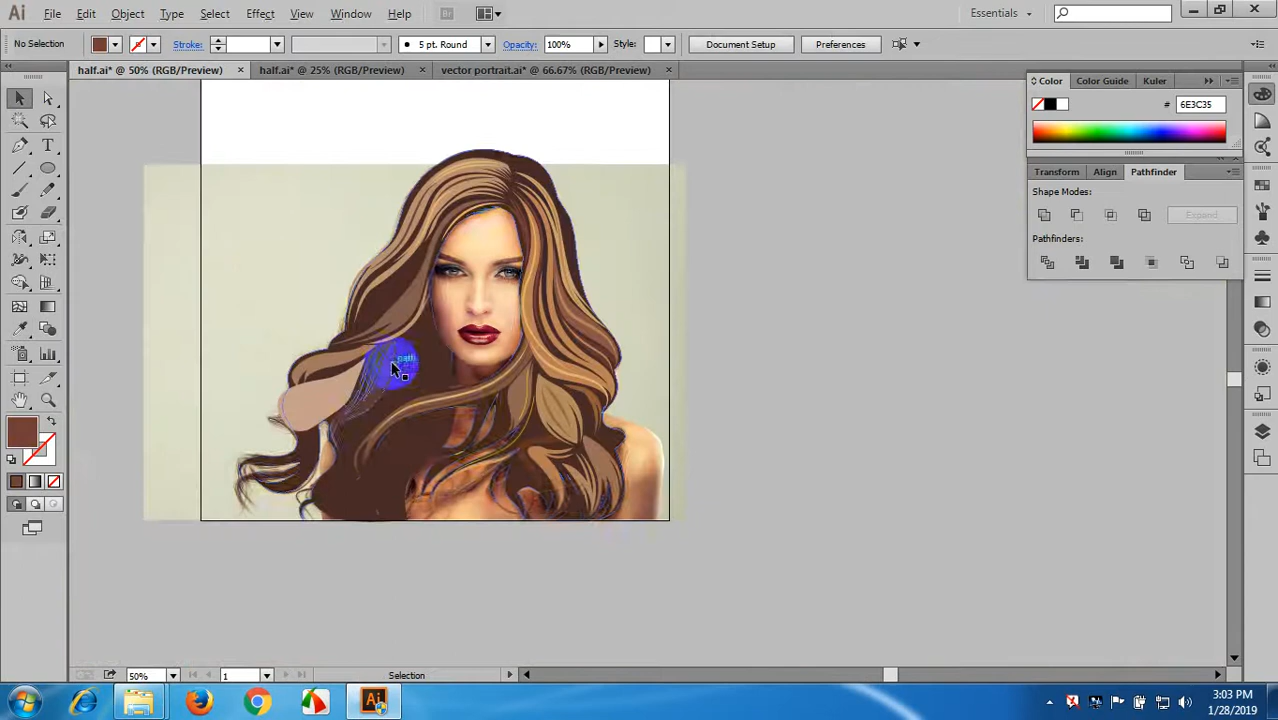 Ai File Edit Object Type Select Effect View Window Help Br Essentials
No Selection Stroke: 5 pt. Round Opacity: 100% Style: Document Setup Preferences
half.ai* @ 50% (RGB/Preview) half.ai* @ 25% (RGB/Preview) vector portrait.ai* @ 66.67% (RGB/Preview)
Color Color Guide Kuler
# 6E3C35
Transform Align Pathfinder
Shape Modes:
Expand
Pathfinders:
path
50% 1 Selection
Ai 3:03 PM
1/28/2019